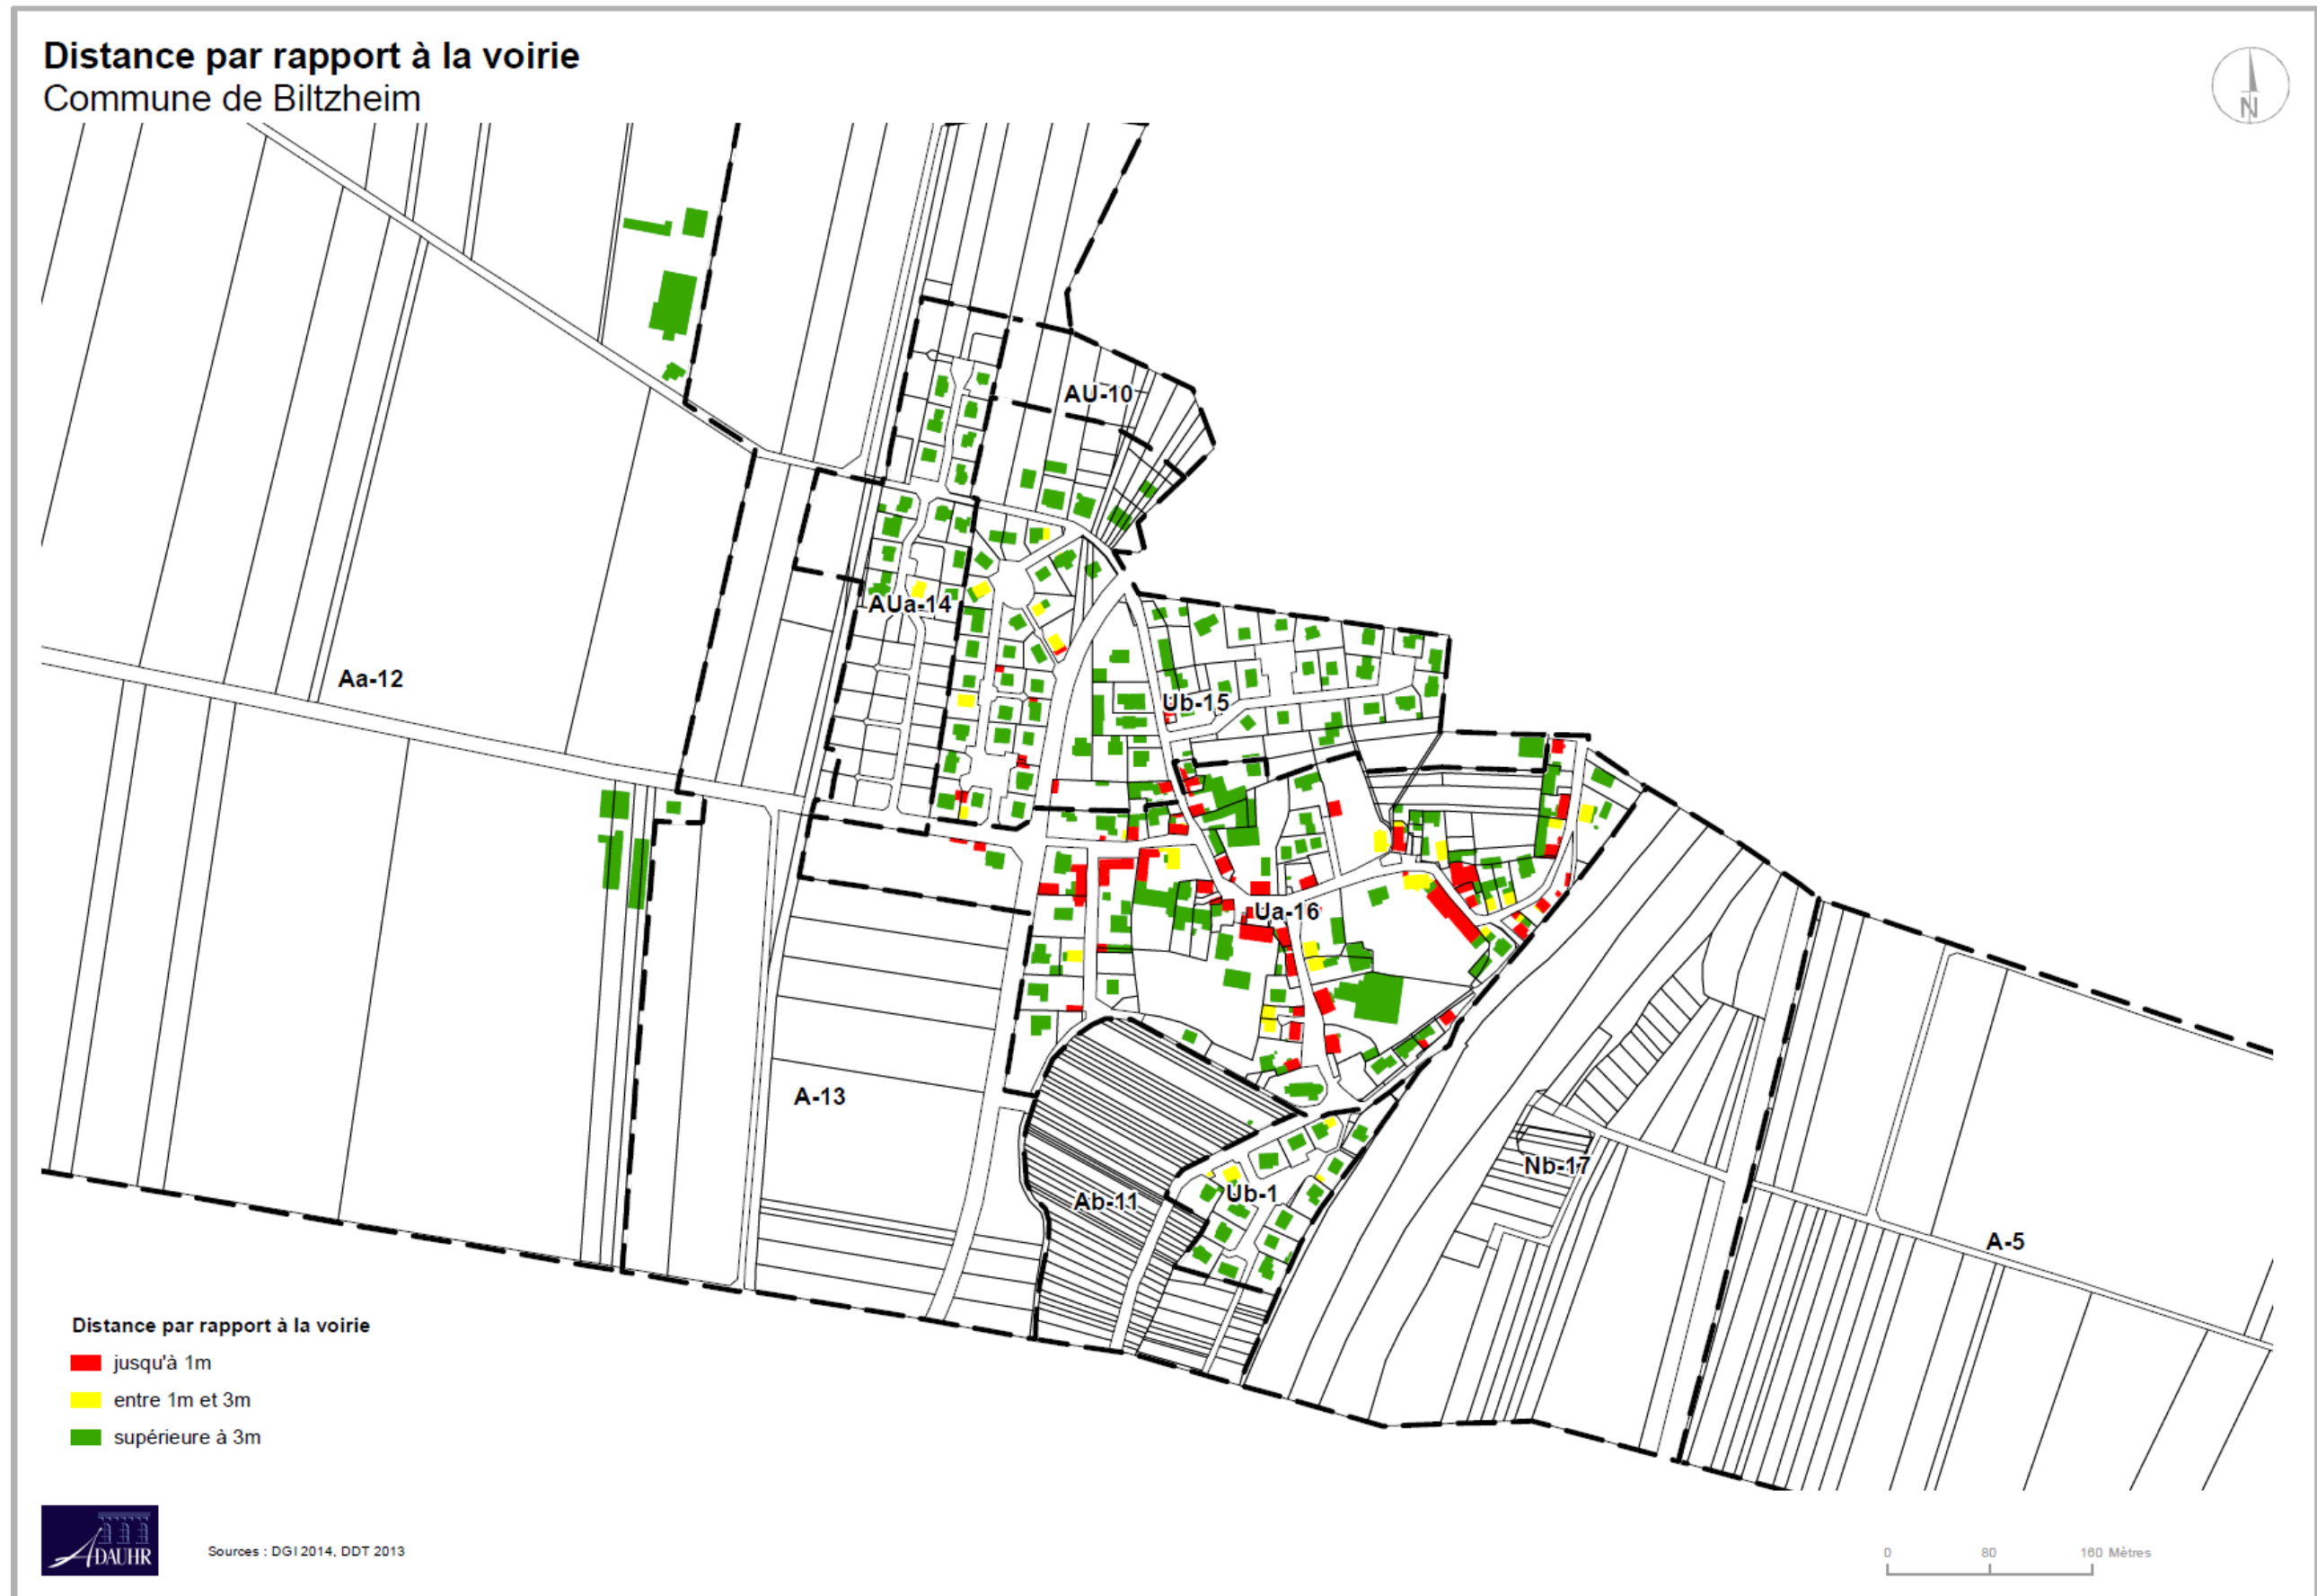 Distance par rapport à la voirie
Commune de Biltzheim
N
AU-10
AUa-14
Aa-12
Ub-15
Ua-16
A-13
Nb-17
Ab-11
Ub-1
A-5
Distance par rapport à la voirie
jusqu'à 1m
entre 1m et 3m
supérieure à 3m
ADAUHR
Sources : DGI 2014, DDT 2013
0 80 160 Mètres